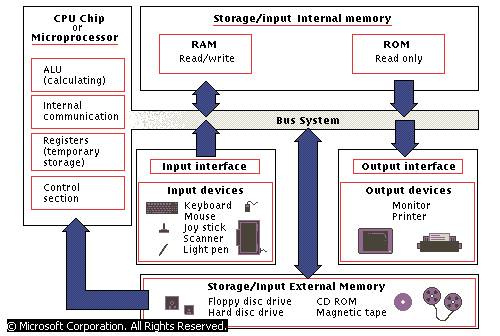 CPU Chip
or
Microprocessor
ALU
(calculating)
Internal
communication
Registers
(temporary
storage)
Control
section
Storage/input Internal memory
RAM
Read/write
ROM
Read only
Bus System
Input interface
Input devices
Keyboard
Mouse
Joy stick
Scanner
Light pen
Output interface
Output devices
Monitor
Printer
Storage/Input External Memory
Floppy disc drive
Hard disc drive
CD ROM
Magnetic tape
© Microsoft Corporation. All Rights Reserved.